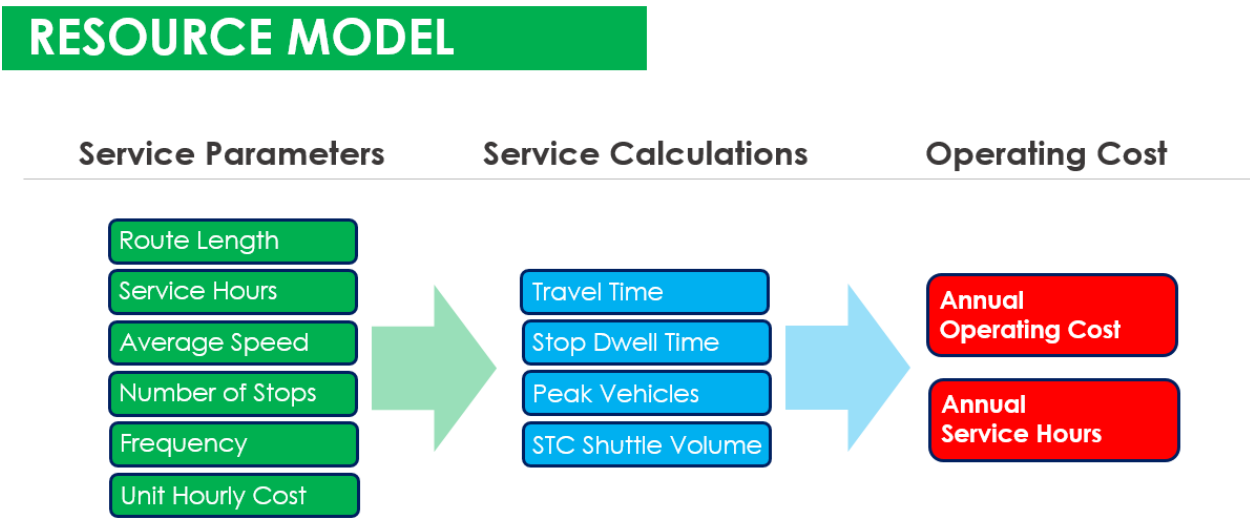 RESOURCE MODEL
Service Parameters
Service Calculations
Operating Cost
Route Length
Service Hours
Average Speed
Number of Stops
Frequency
Unit Hourly Cost
Travel Time
Stop Dwell Time
Peak Vehicles
STC Shuttle Volume
Annual
Operating Cost
Annual
Service Hours